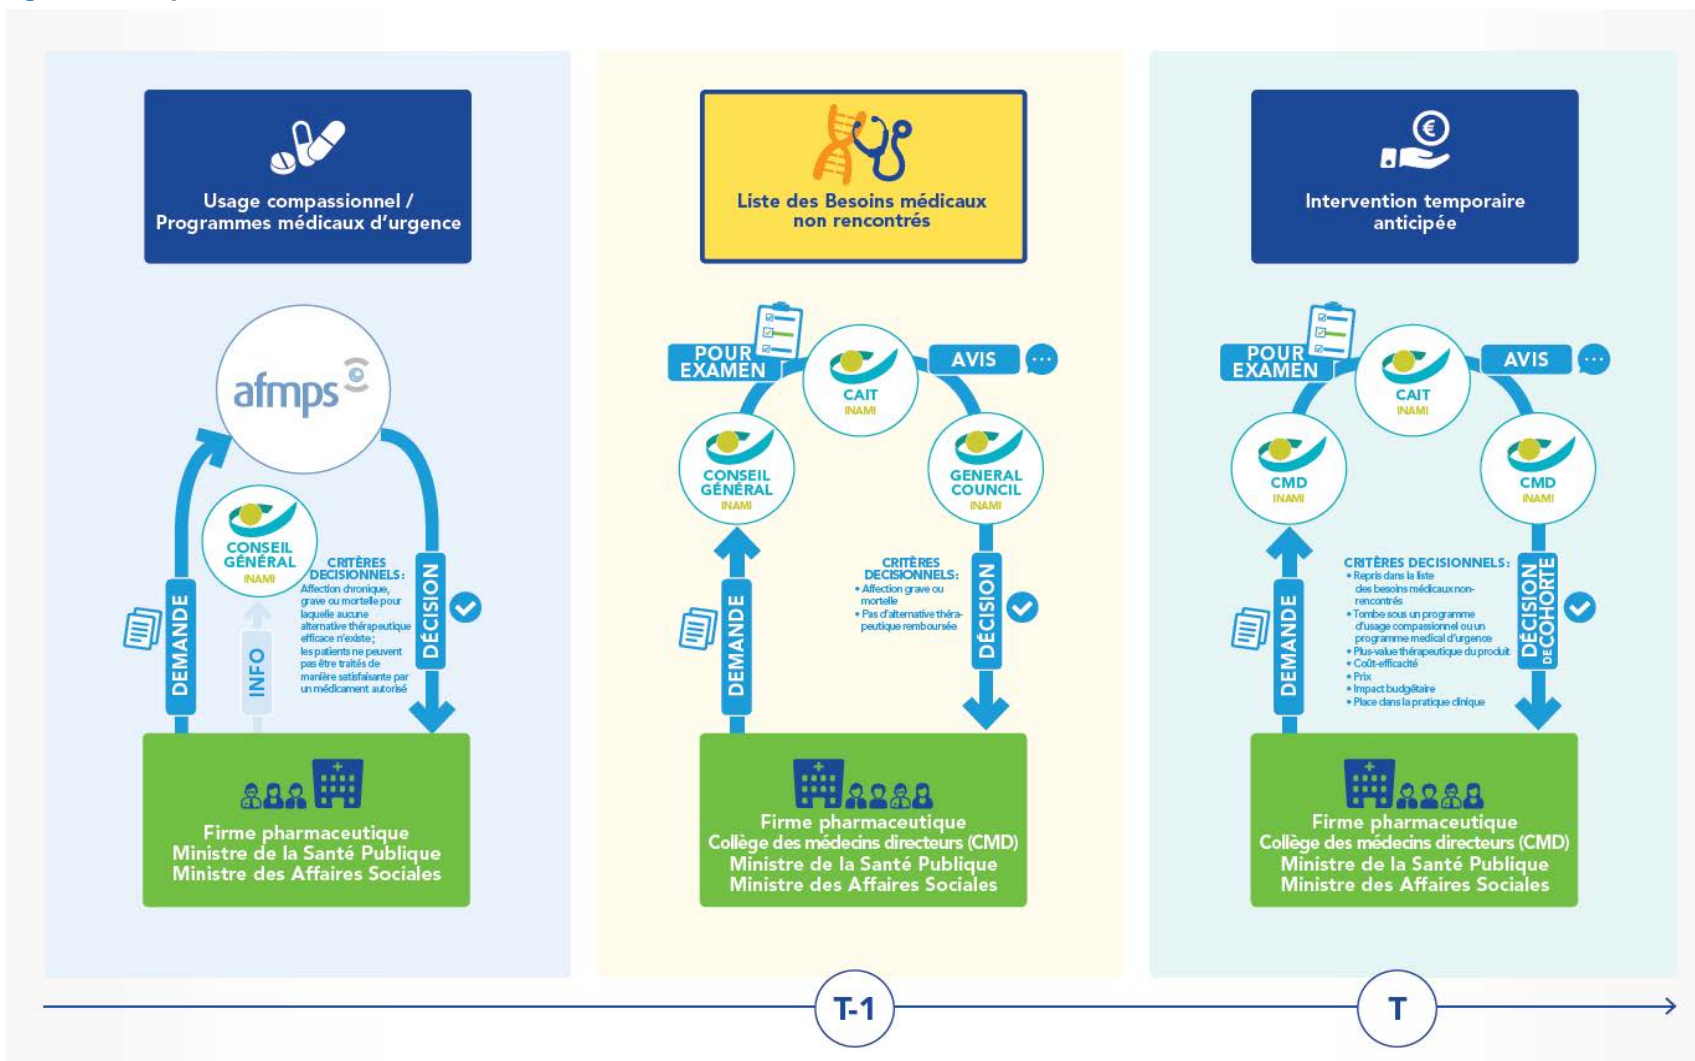 Usage compassionnel /
Programmes médicaux d'urgence
afmps
CONSEIL
GÉNÉRAL
INAMI
DEMANDE
INFO
CRITÈRES
DECISIONNELS:
Affection chronique,
grave ou mortelle pour
laquelle aucune
alternative thérapeutique
efficace n'existe;
les patients ne peuvent
pas être traités de
manière satisfaisante par
un médicament autorisé
DÉCISION
Firme pharmaceutique
Ministre de la Santé Publique
Ministre des Affaires Sociales
Liste des Besoins médicaux
non rencontrés
POUR
EXAMEN
CAIT
INAMI
AVIS
CONSEIL
GÉNÉRAL
INAMI
GENERAL
COUNCIL
INAMI
DEMANDE
CRITÈRES
DECISIONNELS:
• Affection grave ou
mortelle
• Pas d'alternative théra-
peutique remboursée
DÉCISION
Firme pharmaceutique
Collège des médecins directeurs (CMD)
Ministre de la Santé Publique
Ministre des Affaires Sociales
Intervention temporaire
anticipée
€
POUR
EXAMEN
CAIT
INAMI
AVIS
CMD
INAMI
CMD
INAMI
DEMANDE
CRITÈRES DECISIONNELS:
• Repris dans la liste
des besoins médicaux non-
rencontrés
• Tombe sous un programme
d'usage compassionnel ou un
programme medical d'urgence
• Plus-value thérapeutique du produit
• Coût-efficacité
• Prix
• Impact budgétaire
• Place dans la pratique clinique
DÉCISION
DE COHORTE
Firme pharmaceutique
Collège des médecins directeurs (CMD)
Ministre de la Santé Publique
Ministre des Affaires Sociales
T-1
T